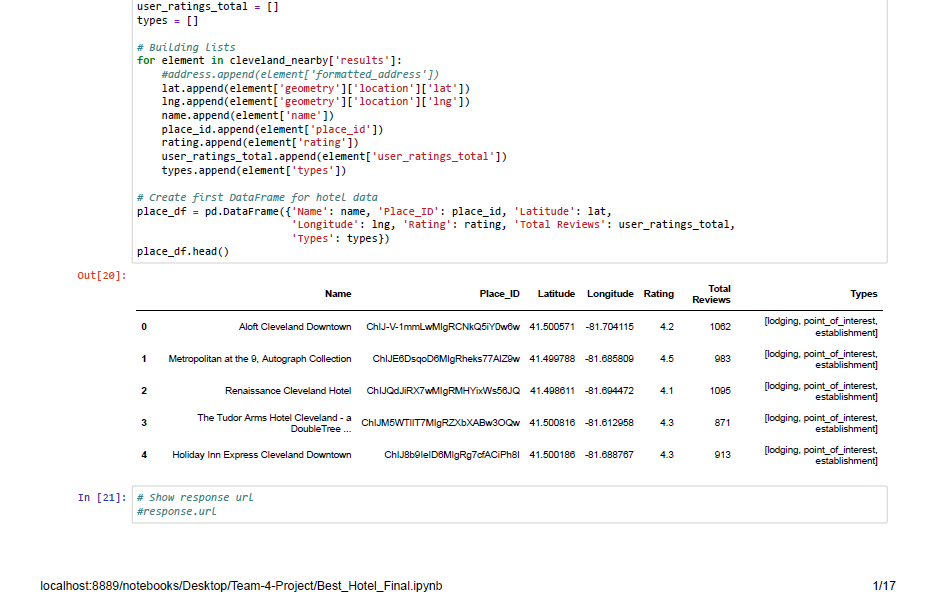 user_ratings_total = []
types = []
# Building lists
for element in cleveland_nearby['results']:
#address.append(element['formatted_address'])
lat.append(element['geometry']['location']['lat'])
lng.append(element['geometry']['location']['lng'])
name.append(element['name'])
place_id.append(element['place_id'])
rating.append(element['rating'])
user_ratings_total.append(element['user_ratings_total'])
types.append(element['types'])
# Create first DataFrame for hotel data
place_df = pd.DataFrame({'Name': name, 'Place_ID': place_id, 'Latitude': lat,
'Longitude': lng, 'Rating': rating, 'Total Reviews': user_ratings_total,
'Types': types})
place_df.head()
Out[20]:
Name Place_ID Latitude Longitude Rating Total Reviews Types
0 Aloft Cleveland Downtown ChIJ-V-1mmLwMIgRCNkQ5iY0w6w 41.500571 -81.704115 4.2 1062 [lodging, point_of_interest,
establishment]
1 Metropolitan at the 9, Autograph Collection ChIJE6DsqoD6MIgRheks77AIZ9w 41.499788 -81.685809 4.5 983 [lodging, point_of_interest,
establishment]
2 Renaissance Cleveland Hotel ChIJQdJiRX7wMIgRMHYixWs56JQ 41.498611 -81.694472 4.1 1095 [lodging, point_of_interest,
establishment]
3 The Tudor Arms Hotel Cleveland - a
DoubleTree ... ChIJM5WTIIT7MIgRZXbXABw3OQw 41.500816 -81.612958 4.3 871 [lodging, point_of_interest,
establishment]
4 Holiday Inn Express Cleveland Downtown ChIJ8b9IeID6MIgRg7cfACiPh8I 41.500186 -81.688767 4.3 913 [lodging, point_of_interest,
establishment]
In [21]: # Show response url
#response.url
localhost:8889/notebooks/Desktop/Team-4-Project/Best_Hotel_Final.ipynb 1/17